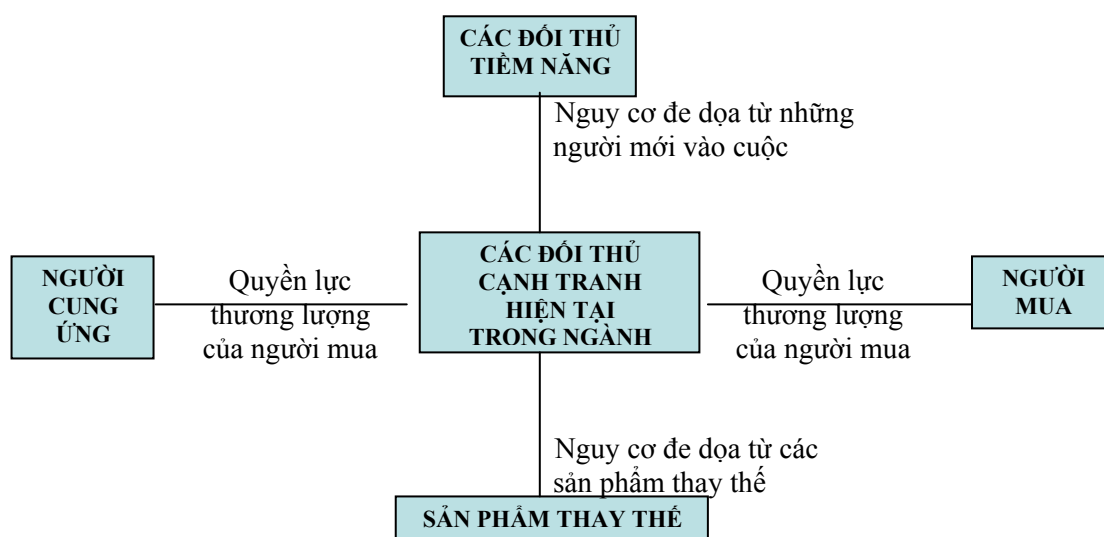 CÁC ĐỐI THỦ
TIỀM NĂNG
Nguy cơ đe dọa từ những
người mới vào cuộc
NGƯỜI
CUNG
ỨNG
Quyền lực
thương lượng
của người mua
CÁC ĐỐI THỦ
CẠNH TRANH
HIỆN TẠI
TRONG NGÀNH
Quyền lực
thương lượng
của người mua
NGƯỜI
MUA
Nguy cơ đe dọa từ các
sản phẩm thay thế
SẢN PHẨM THAY THẾ